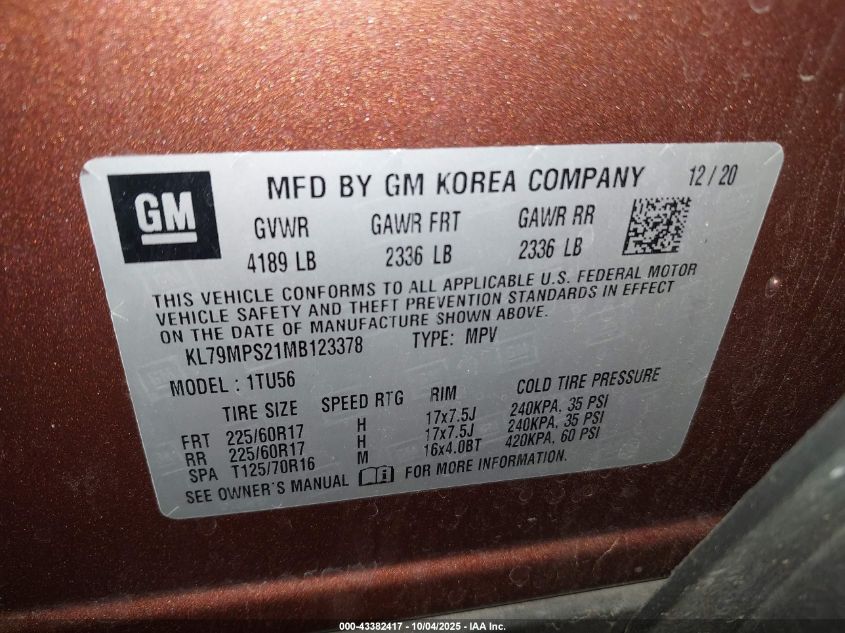 GM
MFD BY GM KOREA COMPANY 12/20
GVWR GAWR FRT GAWR RR
4189 LB 2336 LB 2336 LB
THIS VEHICLE CONFORMS TO ALL APPLICABLE U.S. FEDERAL MOTOR
VEHICLE SAFETY AND THEFT PREVENTION STANDARDS IN EFFECT
ON THE DATE OF MANUFACTURE SHOWN ABOVE.
KL79MPS21MB123378 TYPE: MPV
MODEL : 1TU56
TIRE SIZE SPEED RTG RIM COLD TIRE PRESSURE
FRT 225/60R17 H 17x7.5J 240KPA, 35 PSI
RR 225/60R17 H 17x7.5J 240KPA, 35 PSI
SPA T125/70R16 M 16x4.0BT 420KPA, 60 PSI
SEE OWNER'S MANUAL FOR MORE INFORMATION.
000-43382417 - 10/04/2025 - IAA Inc.